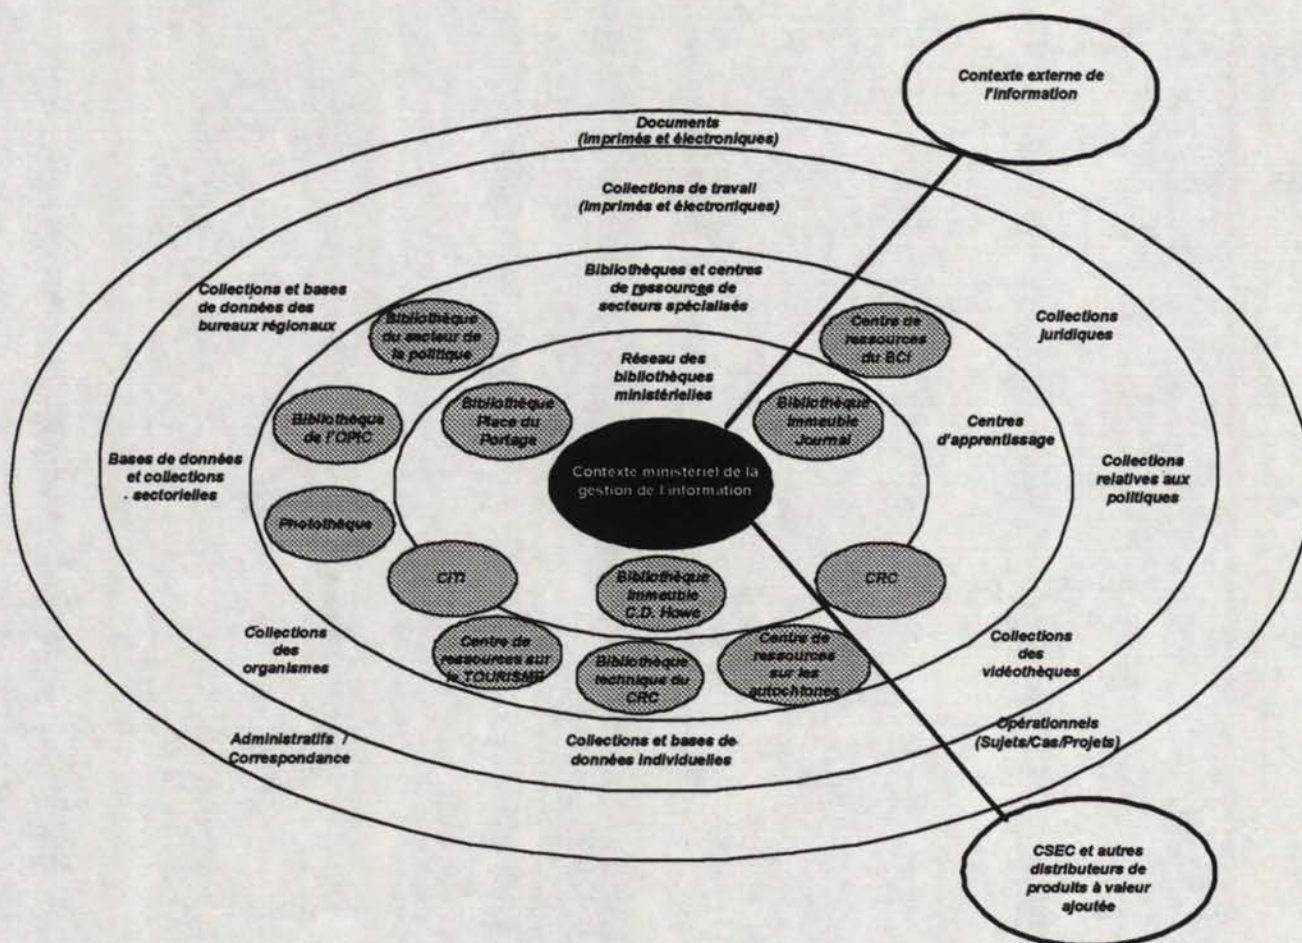 Contexte externe de
l'information
Documents
(Imprimés et électroniques)
Collections de travail
(Imprimés et électroniques)
Bibliothèques et centres
de ressources de
secteurs spécialisés
Collections et bases
de données des
bureaux régionaux
Bibliothèque
du secteur de
la politique
Centre de
ressources
du BCI
Collections
juridiques
Réseau des
bibliothèques
ministérielles
Bibliothèque
de l'OPIC
Bibliothèque
Place du
Portage
Bibliothèque
Immeuble
Journal
Centres
d'apprentissage
Bases de données
et collections
sectorielles
Contexte ministériel de la
gestion de l'information
Collections
relatives aux
politiques
Photothèque
CITI
Bibliothèque
Immeuble
C.D. Howe
CRC
Collections
des
organismes
Centre de
ressources sur
le TOURISME
Bibliothèque
technique du
CRC
Centre de
ressources
sur les
autochtones
Collections
des
vidéothèques
Administratifs /
Correspondance
Collections et bases de
données individuelles
Opérationnels
(Sujets/Cas/Projets)
CSEC et autres
distributeurs de
produits à valeur
ajoutée